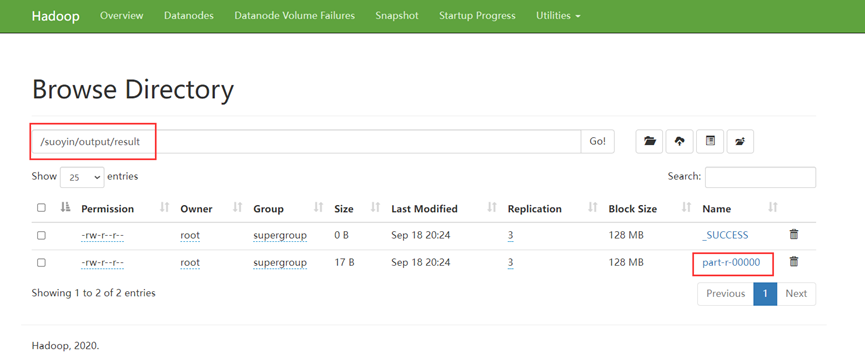 Hadoop Overview Datanodes Datanode Volume Failures Snapshot Startup Progress Utilities
Browse Directory
/suoyin/output/result Go!
Show 25 entries Search:
Permission Owner Group Size Last Modified Replication Block Size Name
-rw-r--r-- root supergroup 0 B Sep 18 20:24 3 128 MB _SUCCESS
-rw-r--r-- root supergroup 17 B Sep 18 20:24 3 128 MB part-r-00000
Showing 1 to 2 of 2 entries Previous 1 Next
Hadoop, 2020.